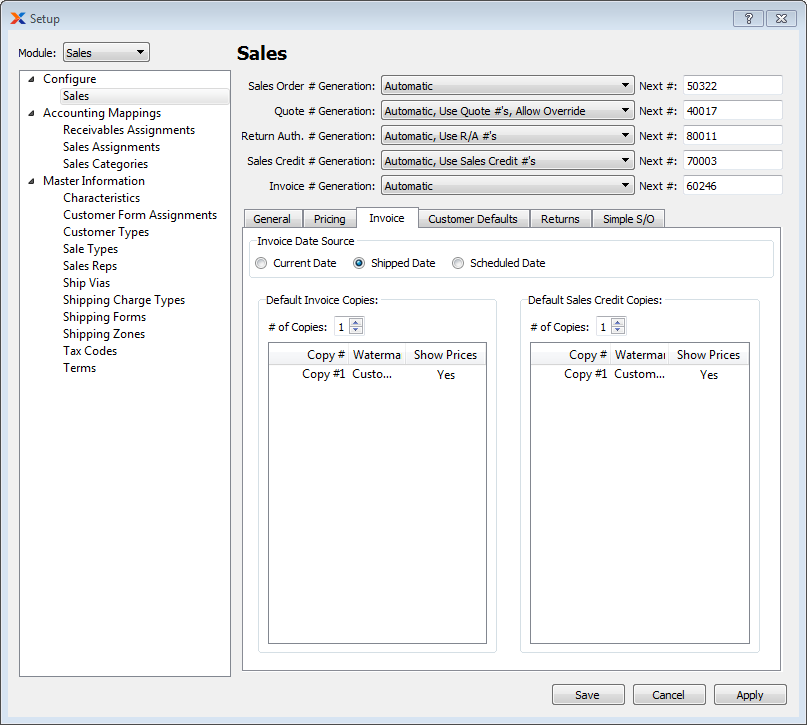 Setup
Module: Sales
Configure
Sales
Accounting Mappings
Receivables Assignments
Sales Assignments
Sales Categories
Master Information
Characteristics
Customer Form Assignments
Customer Types
Sale Types
Sales Reps
Ship Vias
Shipping Charge Types
Shipping Forms
Shipping Zones
Tax Codes
Terms
Sales
Sales Order # Generation: Automatic Next #: 50322
Quote # Generation: Automatic, Use Quote #'s, Allow Override Next #: 40017
Return Auth. # Generation: Automatic, Use R/A #'s Next #: 80011
Sales Credit # Generation: Automatic, Use Sales Credit #'s Next #: 70003
Invoice # Generation: Automatic Next #: 60246
General Pricing Invoice Customer Defaults Returns Simple S/O
Invoice Date Source
Current Date Shipped Date Scheduled Date
Default Invoice Copies:
# of Copies: 1
Copy # Waterma Show Prices
Copy #1 Custo... Yes
Default Sales Credit Copies:
# of Copies: 1
Copy # Watermar Show Prices
Copy #1 Custom... Yes
Save Cancel Apply